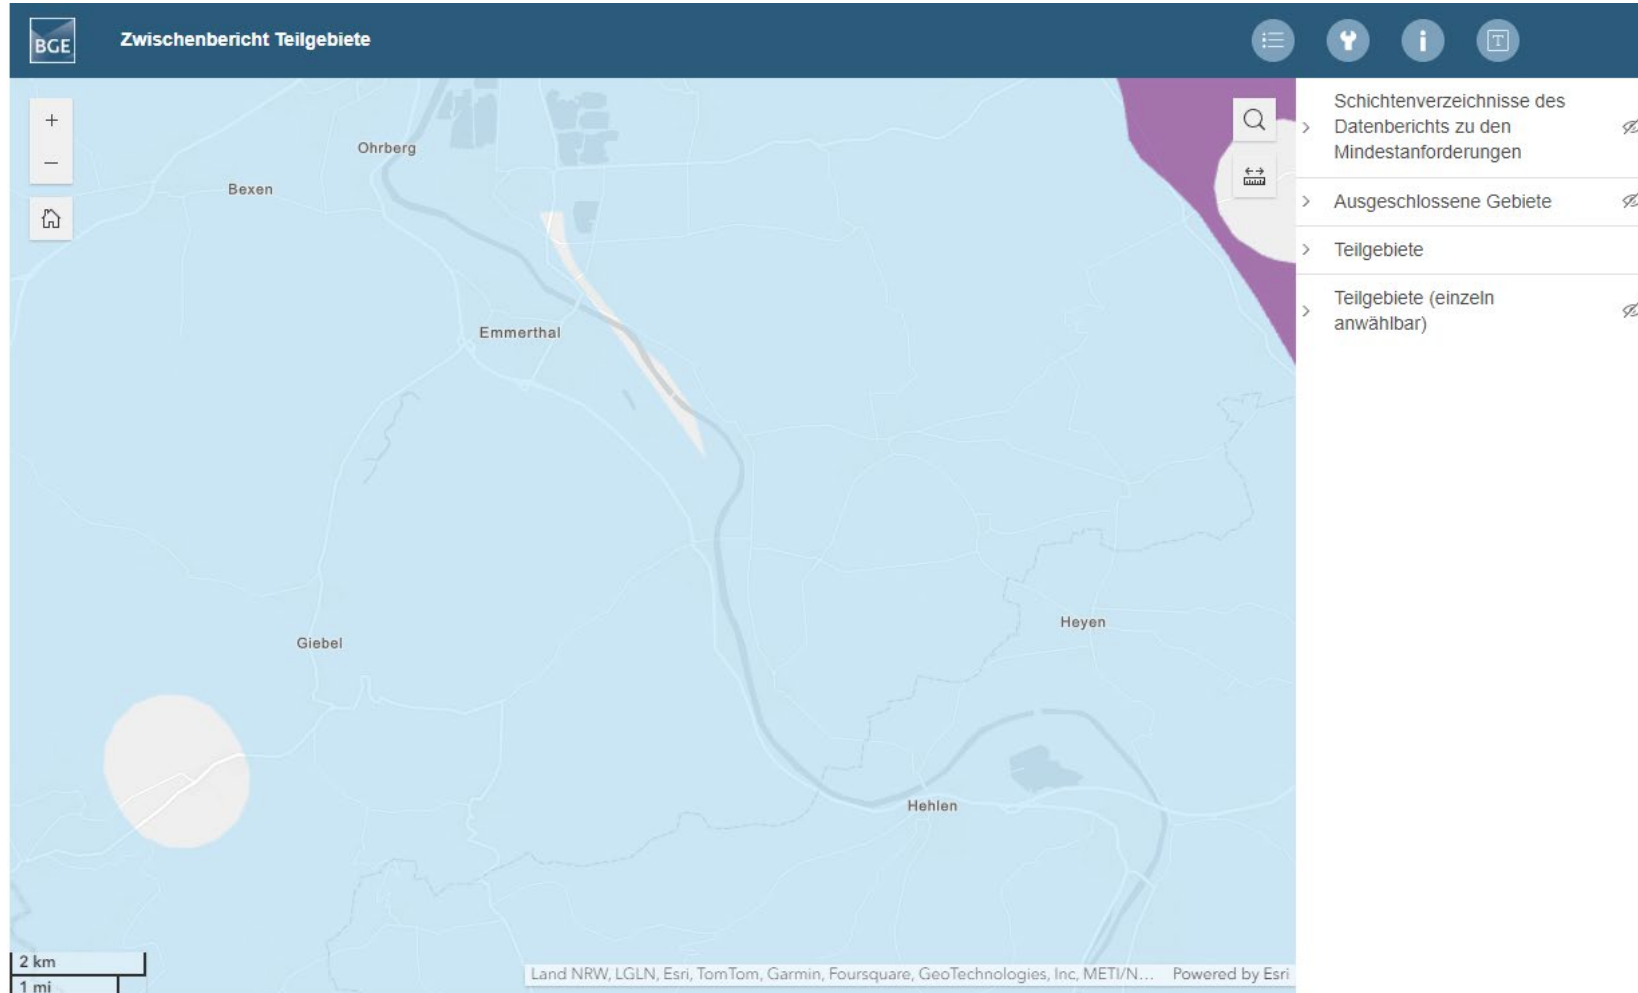 BGE
Zwischenbericht Teilgebiete
i
T
+
−
Ohrberg
Bexen
Emmerthal
Giebel
Heyen
Hehlen
2 km
1 mi
Land NRW, LGLN, Esri, TomTom, Garmin, Foursquare, GeoTechnologies, Inc, METI/N...
Powered by Esri
Schichtenverzeichnisse des
Datenberichts zu den
Mindestanforderungen
Ausgeschlossene Gebiete
Teilgebiete
Teilgebiete (einzeln
anwählbar)